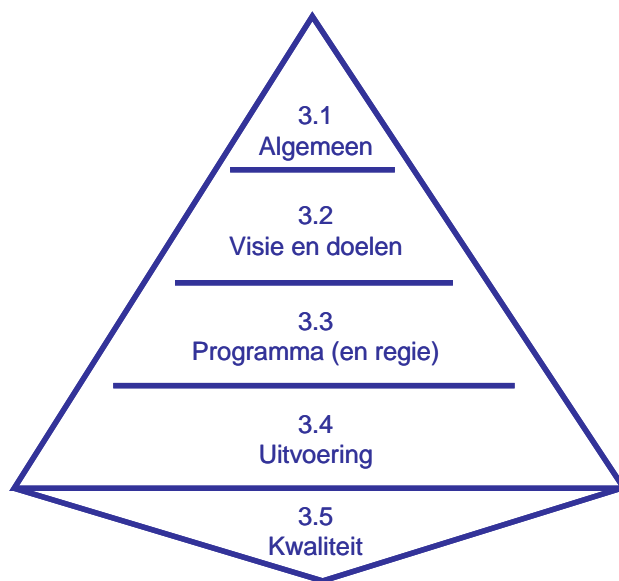 3.1
Algemeen
3.2
Visie en doelen
3.3
Programma (en regie)
3.4
Uitvoering
3.5
Kwaliteit